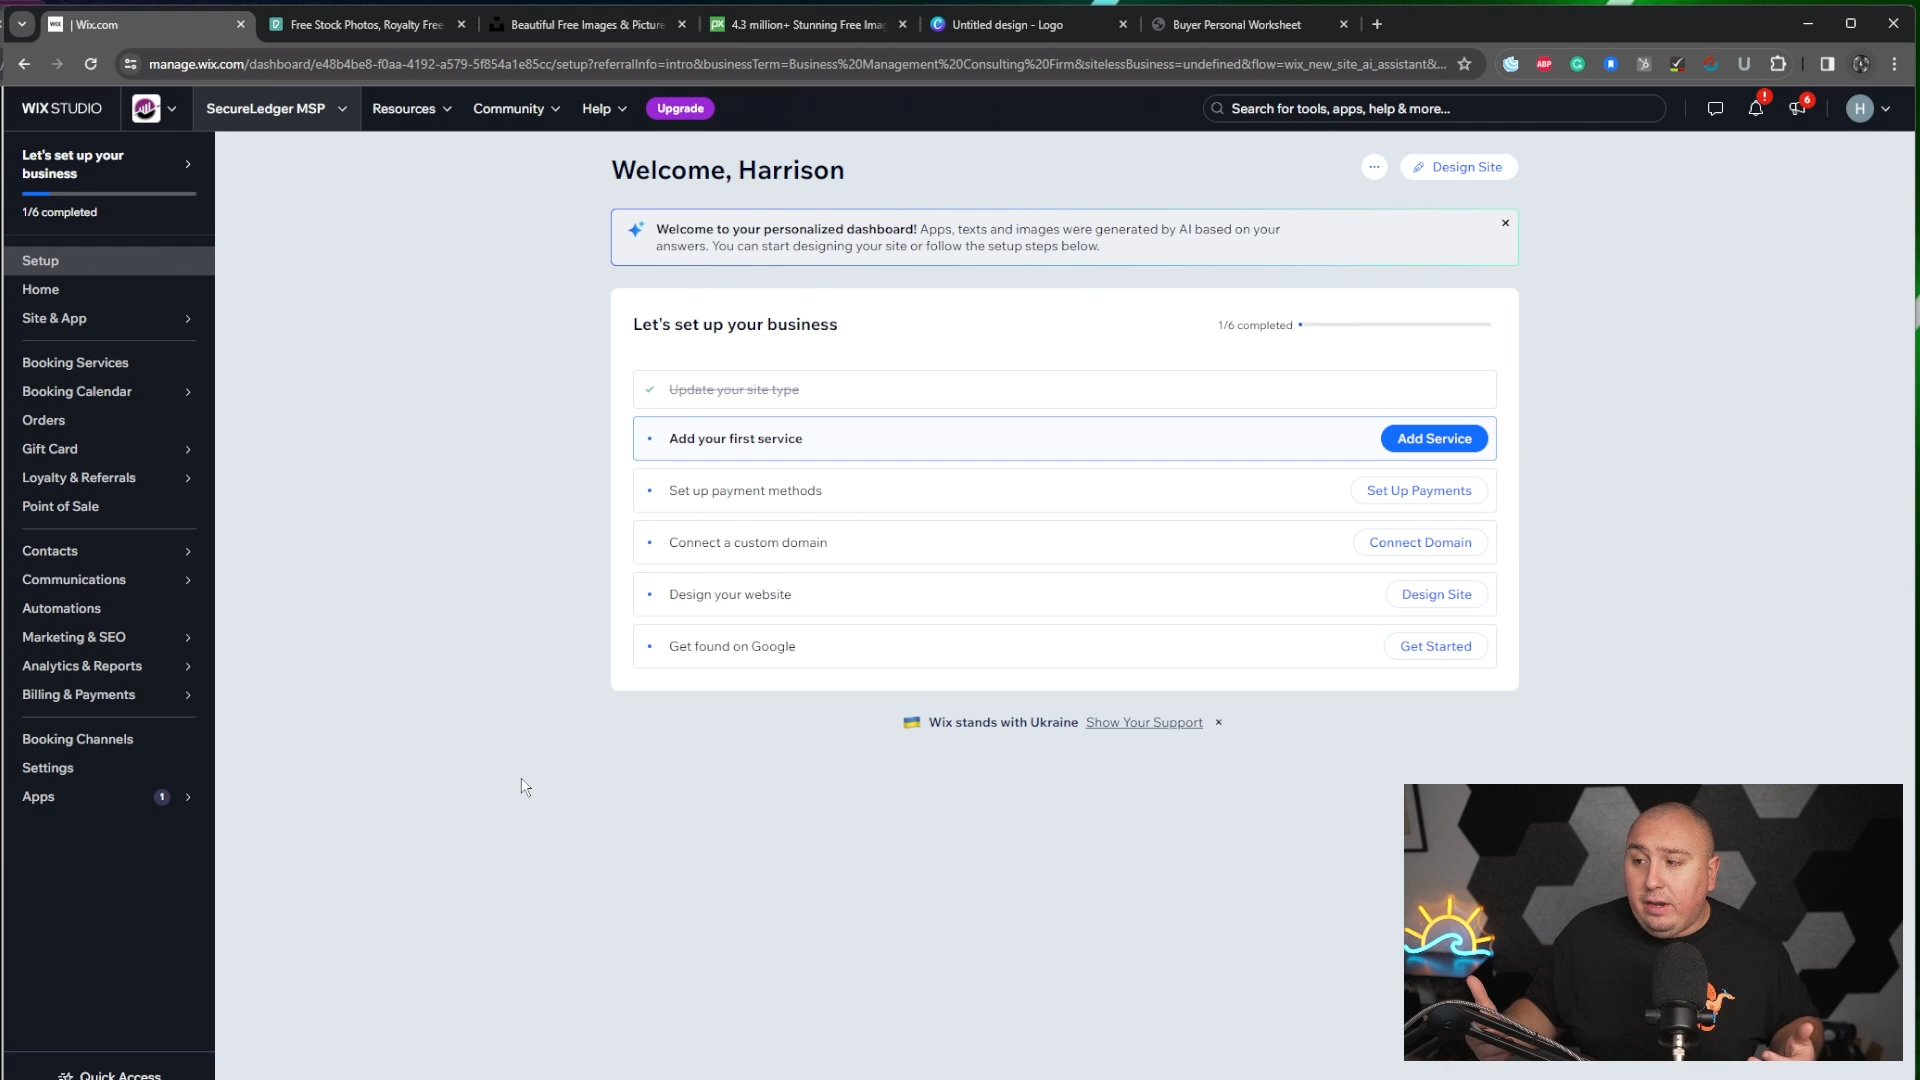 WIX | Wix.com
Free Stock Photos, Royalty Free
Beautiful Free Images & Picture
PX 4.3 million+ Stunning Free Imag
Untitled design - Logo
Buyer Personal Worksheet
manage.wix.com/dashboard/e48b4be8-f0aa-4192-a579-5f854a1e85cc/setup?referralInfo=intro&businessTerm=Business%20Management%20Consulting%20Firm&sitelessBusiness=undefined&flow=wix_new_site_ai_assistant&...
ABP
WIX STUDIO
SecureLedger MSP
Resources
Community
Help
Upgrade
Search for tools, apps, help & more...
!
6
H
Let's set up your
business
1/6 completed
Setup
Home
Site & App
Booking Services
Booking Calendar
Orders
Gift Card
Loyalty & Referrals
Point of Sale
Contacts
Communications
Automations
Marketing & SEO
Analytics & Reports
Billing & Payments
Booking Channels
Settings
Apps 1
Quick Access
Welcome, Harrison
... Design Site
Welcome to your personalized dashboard! Apps, texts and images were generated by AI based on your
answers. You can start designing your site or follow the setup steps below.
Let's set up your business
1/6 completed
Update your site type
Add your first service
Add Service
Set up payment methods
Set Up Payments
Connect a custom domain
Connect Domain
Design your website
Design Site
Get found on Google
Get Started
Wix stands with Ukraine Show Your Support